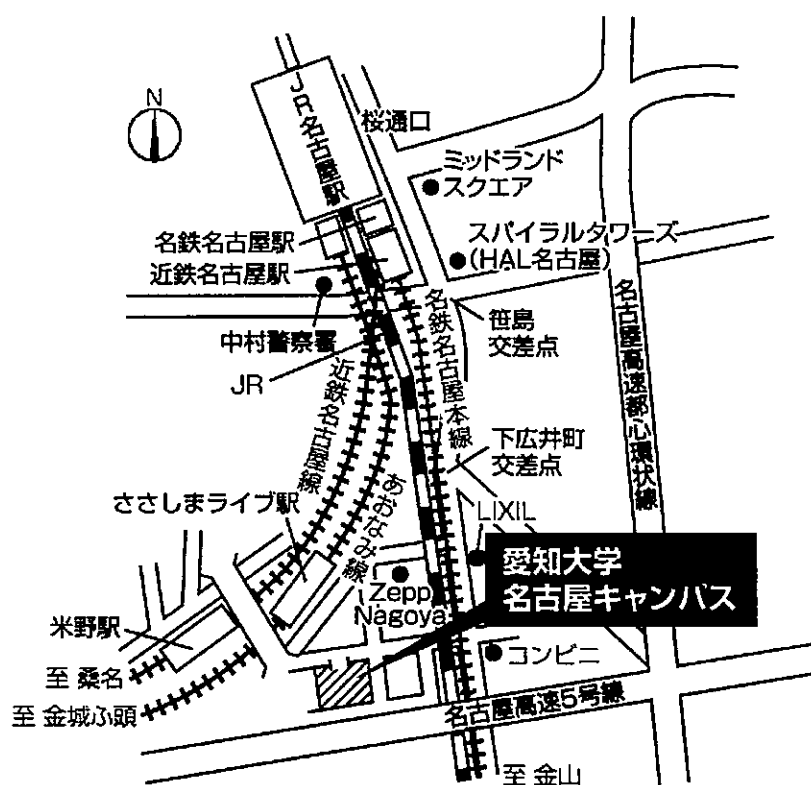 N
JR名古屋駅
桜通口
ミッドランド
スクエア
名鉄名古屋駅
スパイラルタワーズ
(HAL名古屋)
近鉄名古屋駅
中村警察署
笹島
交差点
JR
名鉄名古屋本線
名古屋高速都心環状線
近鉄名古屋線
下広井町
交差点
あおなみ線
ささしまライブ駅
LIXIL
愛知大学
名古屋キャンパス
Zepp
Nagoya
米野駅
コンビニ
至 桑名
至 金城ふ頭
名古屋高速5号線
至 金山